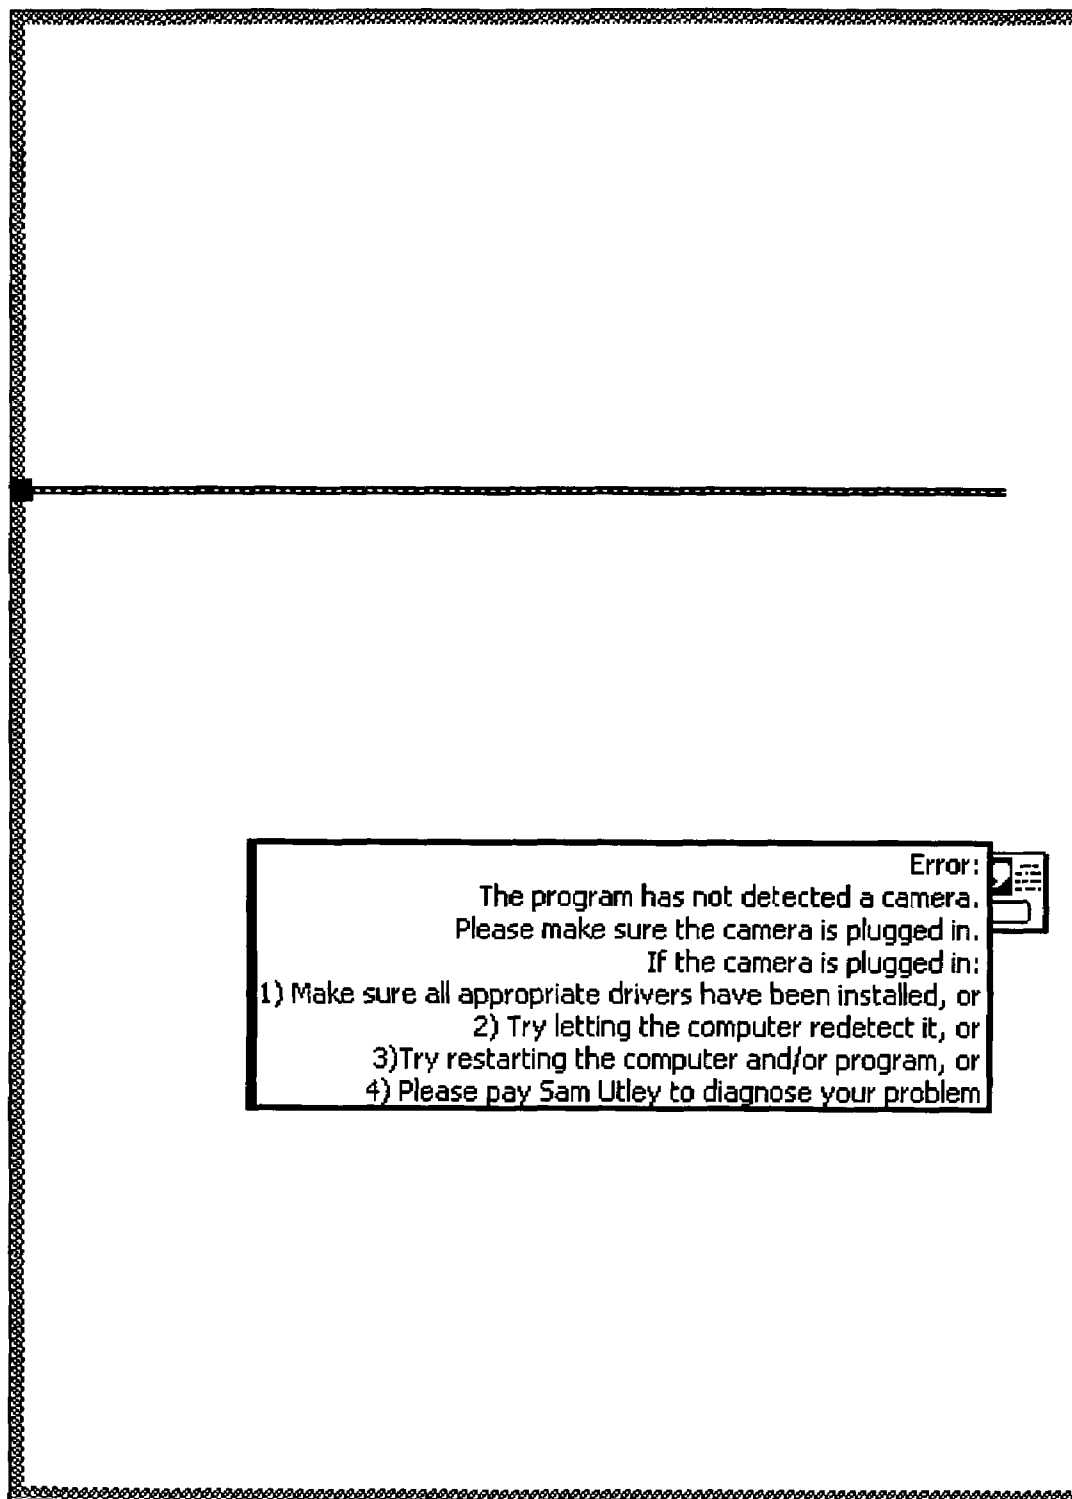 Error:
The program has not detected a camera.
Please make sure the camera is plugged in.
If the camera is plugged in:
1) Make sure all appropriate drivers have been installed, or
2) Try letting the computer redetect it, or
3)Try restarting the computer and/or program, or
4) Please pay Sam Utley to diagnose your problem